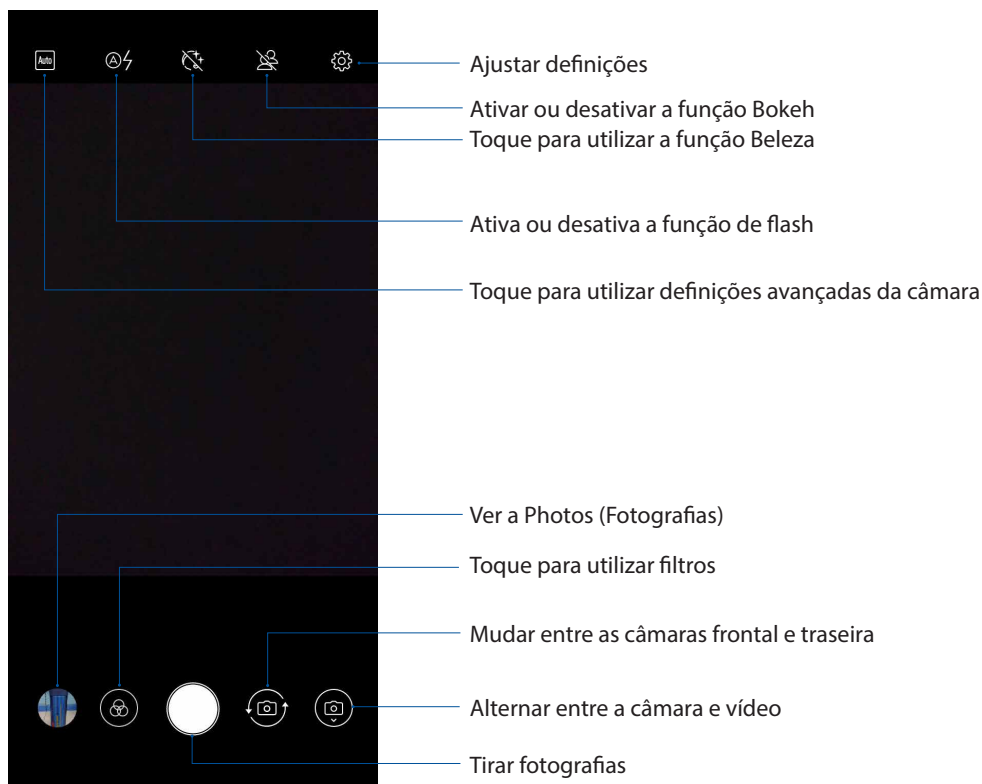 Auto
A
Ajustar definições
Ativar ou desativar a função Bokeh
Toque para utilizar a função Beleza
Ativa ou desativa a função de flash
Toque para utilizar definições avançadas da câmara
Ver a Photos (Fotografias)
Toque para utilizar filtros
Mudar entre as câmaras frontal e traseira
Alternar entre a câmara e vídeo
Tirar fotografias